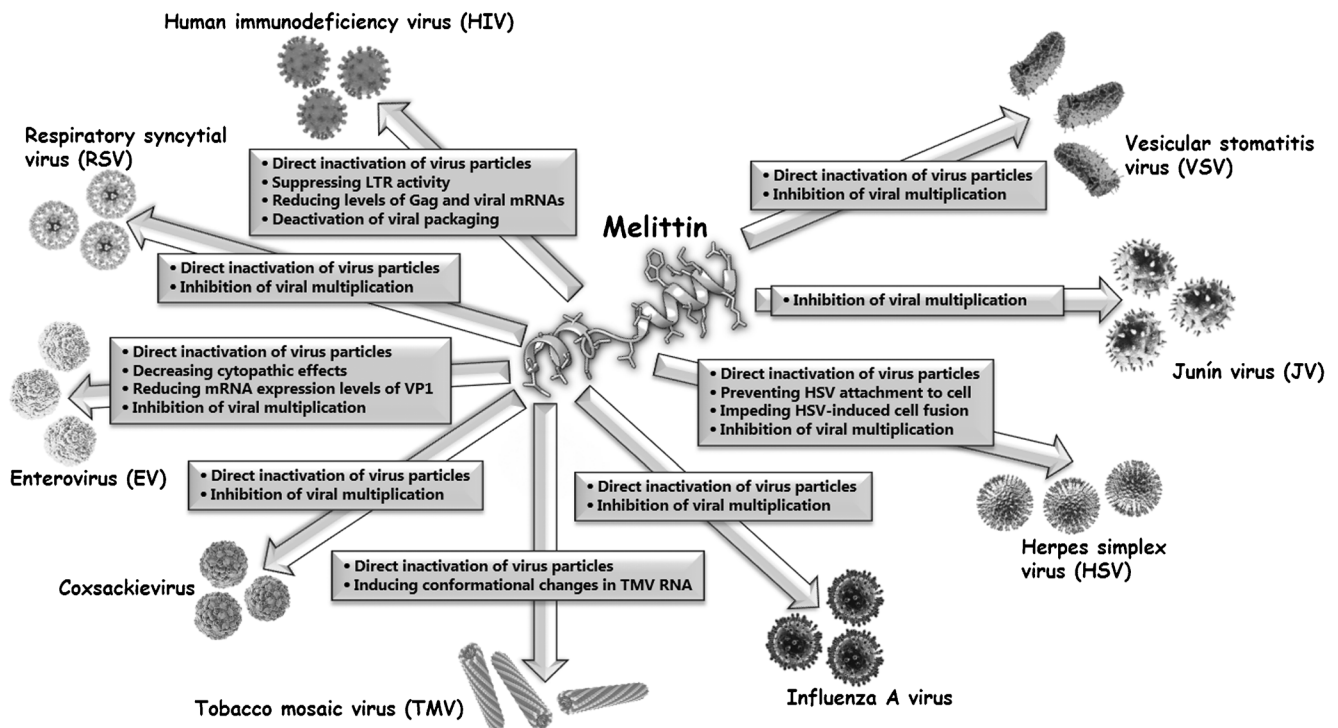 Human immunodeficiency virus (HIV)
• Direct inactivation of virus particles
• Suppressing LTR activity
• Reducing levels of Gag and viral mRNAs
• Deactivation of viral packaging
Respiratory syncytial
virus (RSV)
• Direct inactivation of virus particles
• Inhibition of viral multiplication
• Direct inactivation of virus particles
• Decreasing cytopathic effects
• Reducing mRNA expression levels of VP1
• Inhibition of viral multiplication
Enterovirus (EV)
• Direct inactivation of virus particles
• Inhibition of viral multiplication
Coxsackievirus
• Direct inactivation of virus particles
• Inducing conformational changes in TMV RNA
Tobacco mosaic virus (TMV)
Melittin
• Direct inactivation of virus particles
• Inhibition of viral multiplication
Vesicular stomatitis
virus (VSV)
• Inhibition of viral multiplication
Junín virus (JV)
• Direct inactivation of virus particles
• Preventing HSV attachment to cell
• Impeding HSV-induced cell fusion
• Inhibition of viral multiplication
Herpes simplex
virus (HSV)
• Direct inactivation of virus particles
• Inhibition of viral multiplication
Influenza A virus